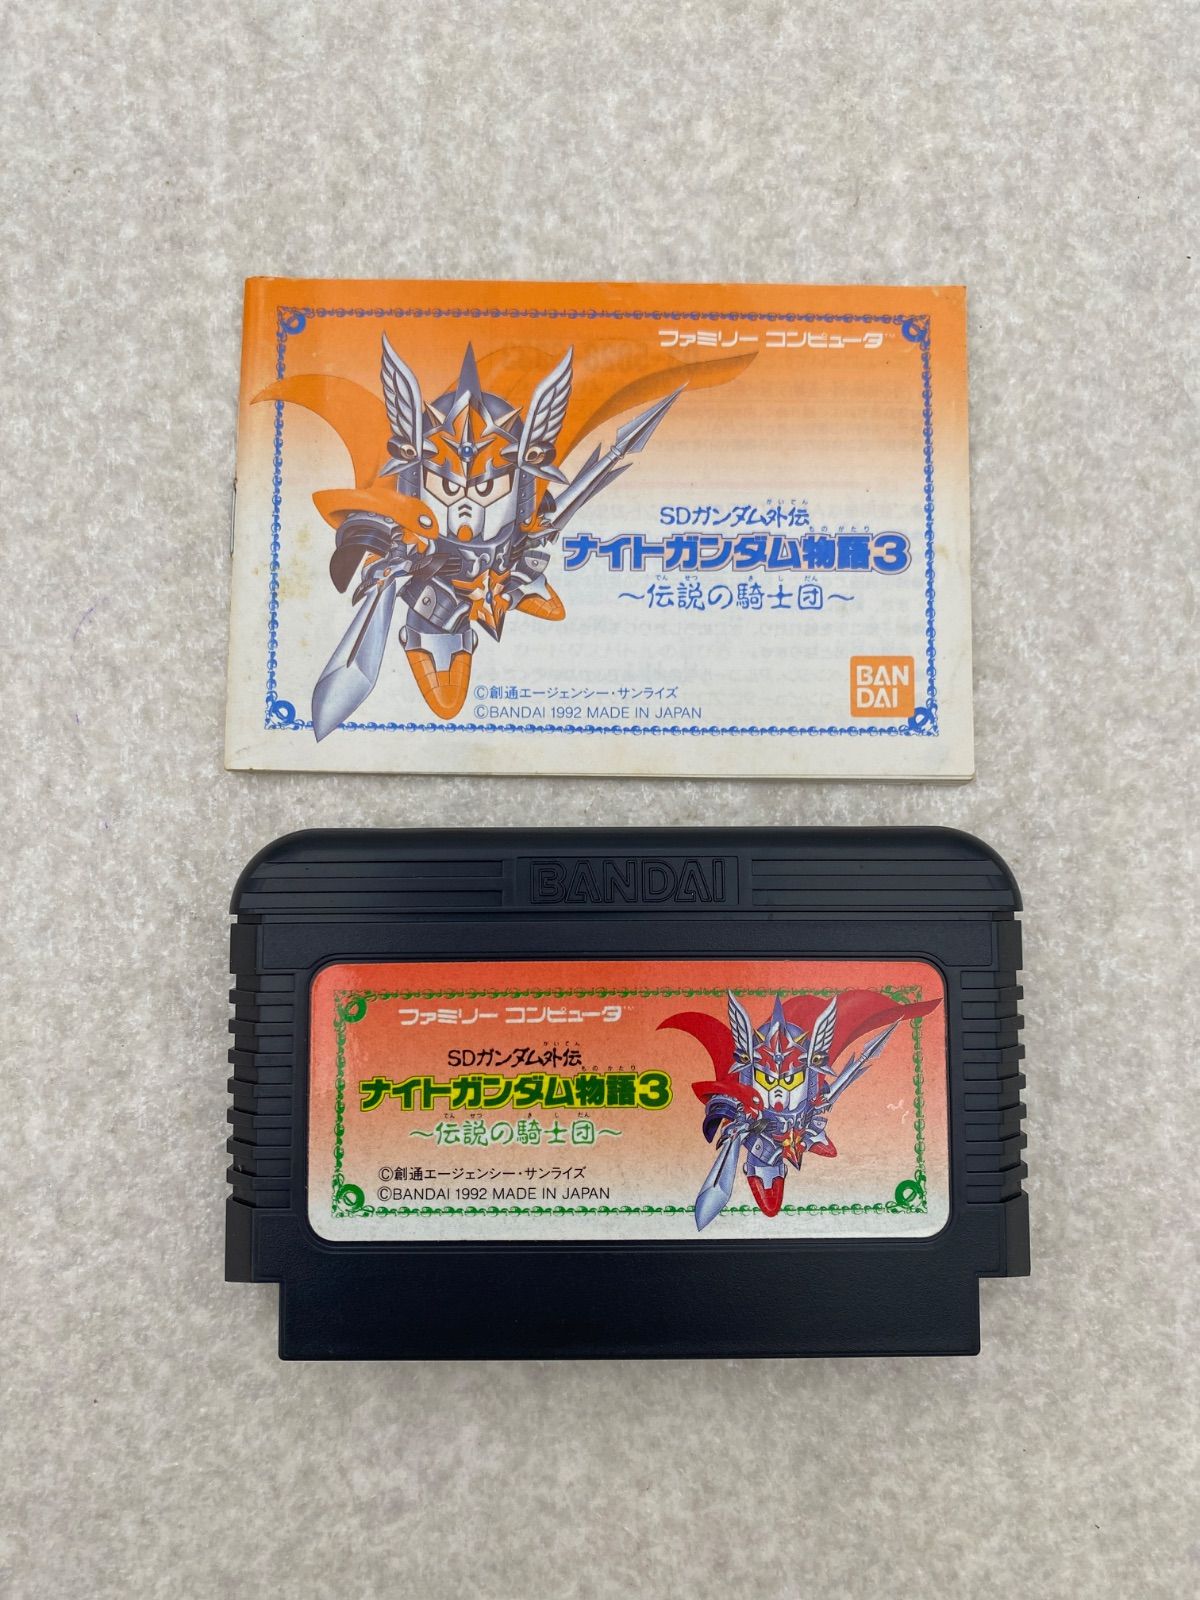 ファミリー コンピュータ™
がいでん
SDガンダム外伝
ものがたり
ナイトガンダム物語3
でんせつ きしだん
〜伝説の騎士団〜
©創通エージェンシー・サンライズ
©BANDAI 1992 MADE IN JAPAN
BAN
DAI
BANDAI
ファミリー コンピュータ™
がいでん
SDガンダム外伝
ものがたり
ナイトガンダム物語3
でんせつ きしだん
〜伝説の騎士団〜
©創通エージェンシー・サンライズ
©BANDAI 1992 MADE IN JAPAN